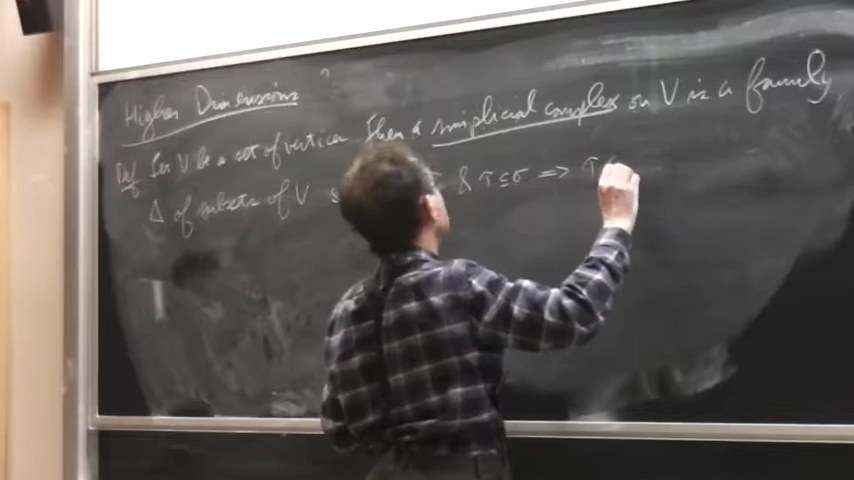 Higher Dimensions
Def Let V be a set of vertices. Then a simplicial complex on V is a family
Δ of subsets of V & τ ⊆ σ => τ